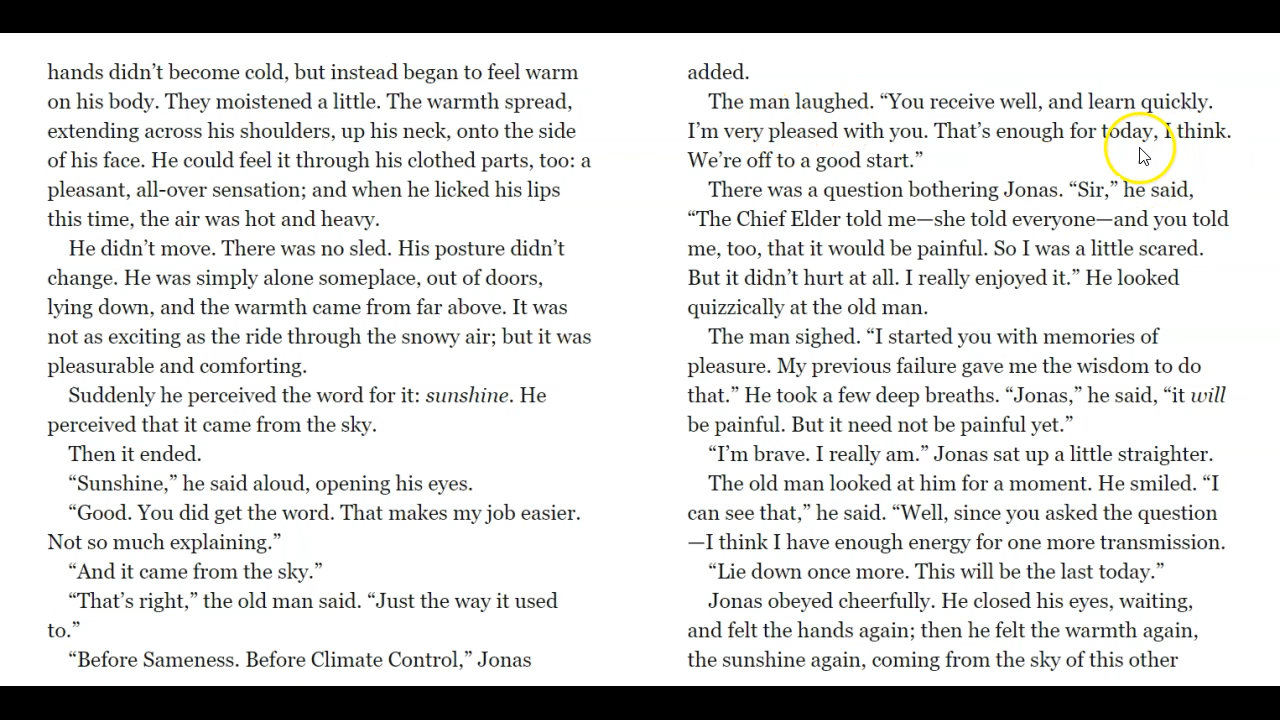 hands didn’t become cold, but instead began to feel warm
on his body. They moistened a little. The warmth spread,
extending across his shoulders, up his neck, onto the side
of his face. He could feel it through his clothed parts, too: a
pleasant, all-over sensation; and when he licked his lips
this time, the air was hot and heavy.
He didn’t move. There was no sled. His posture didn’t
change. He was simply alone someplace, out of doors,
lying down, and the warmth came from far above. It was
not as exciting as the ride through the snowy air; but it was
pleasurable and comforting.
Suddenly he perceived the word for it: sunshine. He
perceived that it came from the sky.
Then it ended.
“Sunshine,” he said aloud, opening his eyes.
“Good. You did get the word. That makes my job easier.
Not so much explaining.”
“And it came from the sky.”
“That’s right,” the old man said. “Just the way it used
to.”
“Before Sameness. Before Climate Control,” Jonas
added.
The man laughed. “You receive well, and learn quickly.
I’m very pleased with you. That’s enough for today, I think.
We’re off to a good start.”
There was a question bothering Jonas. “Sir,” he said,
“The Chief Elder told me—she told everyone—and you told
me, too, that it would be painful. So I was a little scared.
But it didn’t hurt at all. I really enjoyed it.” He looked
quizzically at the old man.
The man sighed. “I started you with memories of
pleasure. My previous failure gave me the wisdom to do
that.” He took a few deep breaths. “Jonas,” he said, “it will
be painful. But it need not be painful yet.”
“I’m brave. I really am.” Jonas sat up a little straighter.
The old man looked at him for a moment. He smiled. “I
can see that,” he said. “Well, since you asked the question
—I think I have enough energy for one more transmission.
“Lie down once more. This will be the last today.”
Jonas obeyed cheerfully. He closed his eyes, waiting,
and felt the hands again; then he felt the warmth again,
the sunshine again, coming from the sky of this other